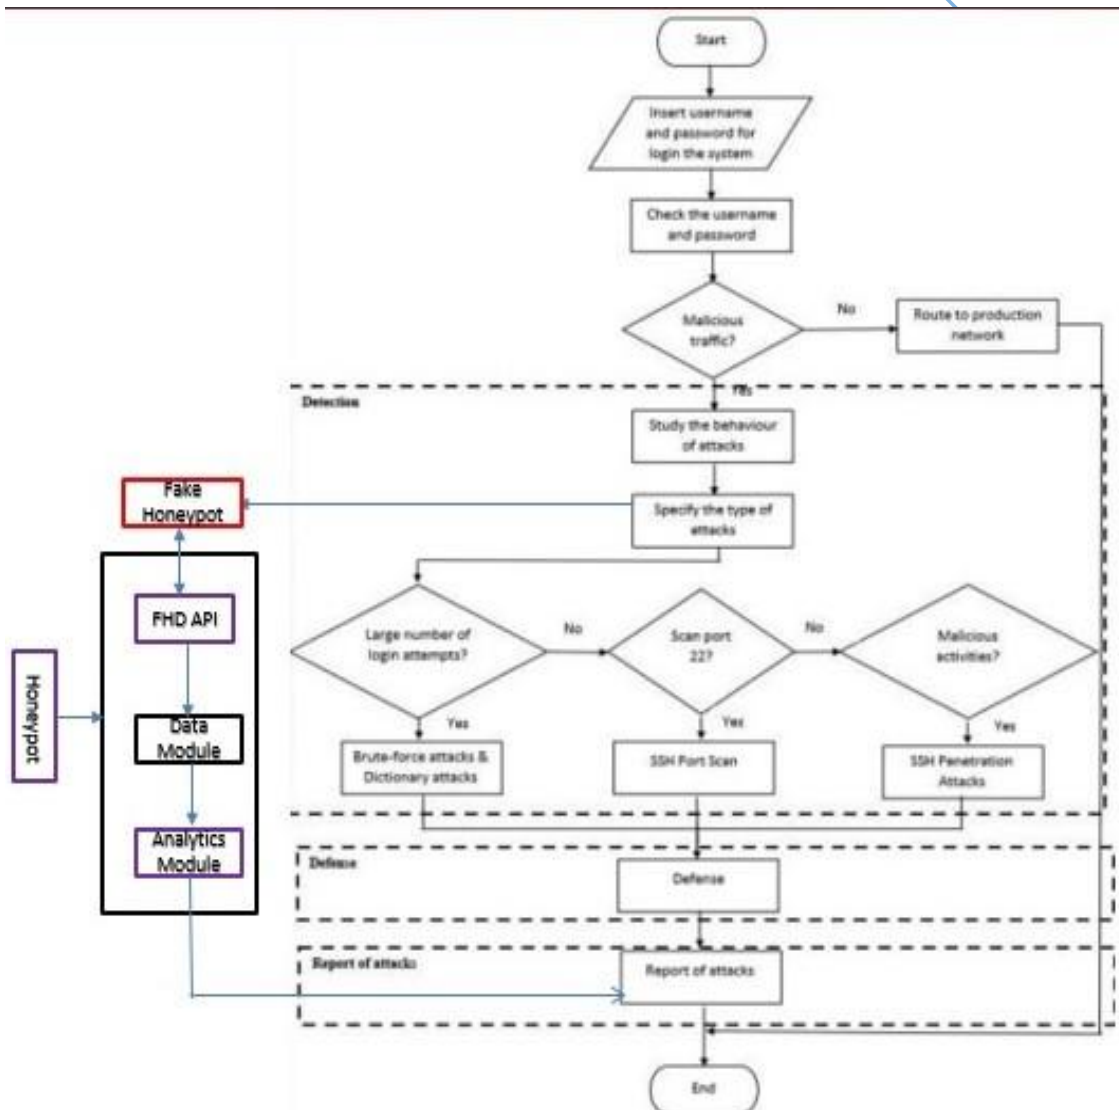 Start
Insert username
and password for
login the system
Check the username
and password
Malicious
traffic?
No
Route to production
network
Yes
Detection
Study the behaviour
of attacks
Fake
Honeypot
Specify the type of
attacks
FHD API
Large number of
login attempts?
No
Scan port
22?
No
Malicious
activities?
Honeypot
Yes
Yes
Yes
Data
Module
Brute-force attacks &
Dictionary attacks
SSH Port Scan
SSH Penetration
Attacks
Analytics
Module
Defense
Defense
Report of attacks
Report of attacks
End